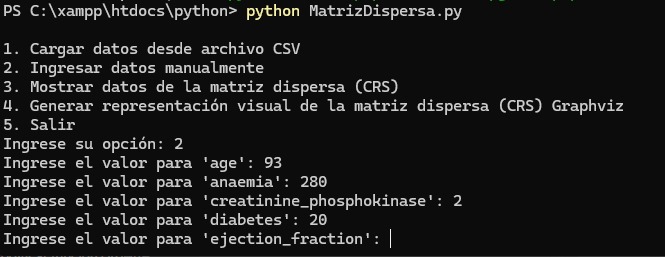 PS C:\xampp\htdocs\python> python MatrizDispersa.py
1. Cargar datos desde archivo CSV
2. Ingresar datos manualmente
3. Mostrar datos de la matriz dispersa (CRS)
4. Generar representación visual de la matriz dispersa (CRS) Graphviz
5. Salir
Ingrese su opción: 2
Ingrese el valor para 'age': 93
Ingrese el valor para 'anaemia': 280
Ingrese el valor para 'creatinine_phosphokinase': 2
Ingrese el valor para 'diabetes': 20
Ingrese el valor para 'ejection_fraction':